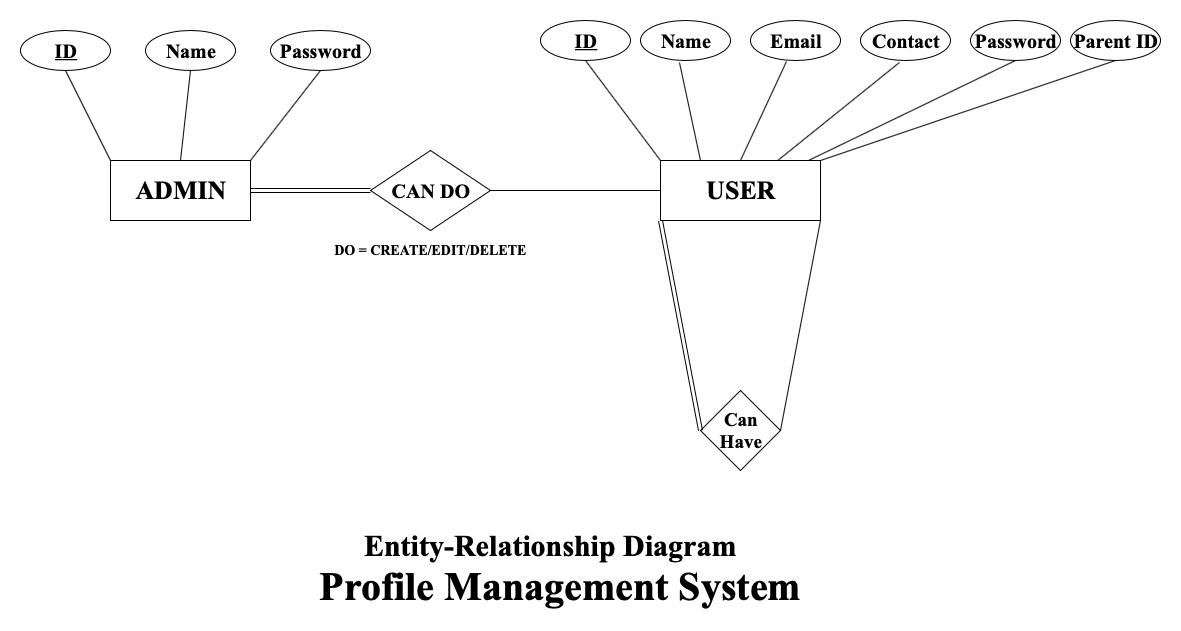 ID
Name
Password
ID
Name
Email
Contact
Password
Parent ID
ADMIN
CAN DO
USER
DO = CREATE/EDIT/DELETE
Can
Have
Entity-Relationship Diagram
Profile Management System